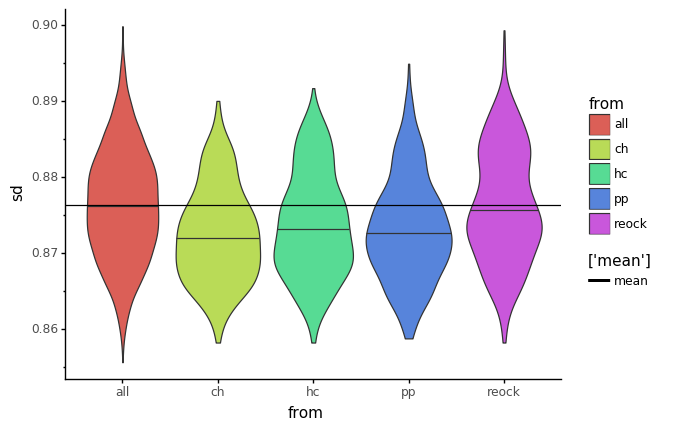 0.90
0.89
0.88
0.87
0.86
sd
all
ch
hc
pp
reock
from
from
all
ch
hc
pp
reock
['mean']
mean